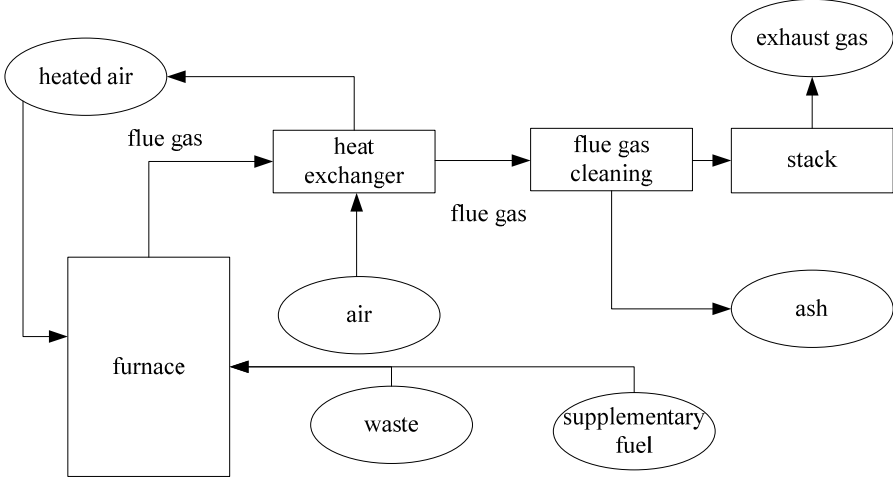 exhaust gas
heated air
flue gas
heat
exchanger
flue gas
cleaning
stack
flue gas
air
ash
furnace
waste
supplementary
fuel